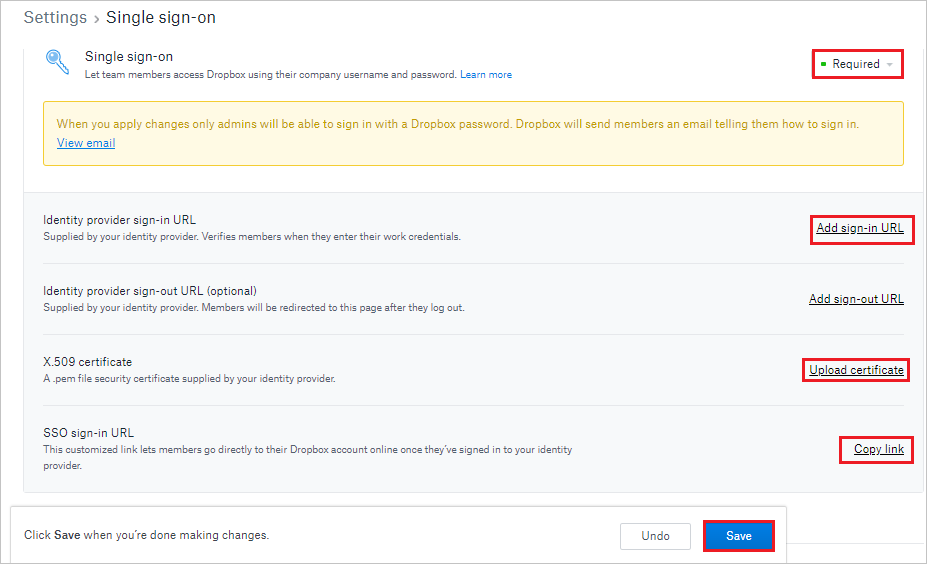 Settings › Single sign-on
Single sign-on
Let team members access Dropbox using their company username and password. Learn more
Required
When you apply changes only admins will be able to sign in with a Dropbox password. Dropbox will send members an email telling them how to sign in.
View email
Identity provider sign-in URL
Supplied by your identity provider. Verifies members when they enter their work credentials.
Add sign-in URL
Identity provider sign-out URL (optional)
Supplied by your identity provider. Members will be redirected to this page after they log out.
Add sign-out URL
X.509 certificate
A .pem file security certificate supplied by your identity provider.
Upload certificate
SSO sign-in URL
This customized link lets members go directly to their Dropbox account online once they've signed in to your identity
provider.
Copy link
Click Save when you're done making changes.
Undo
Save